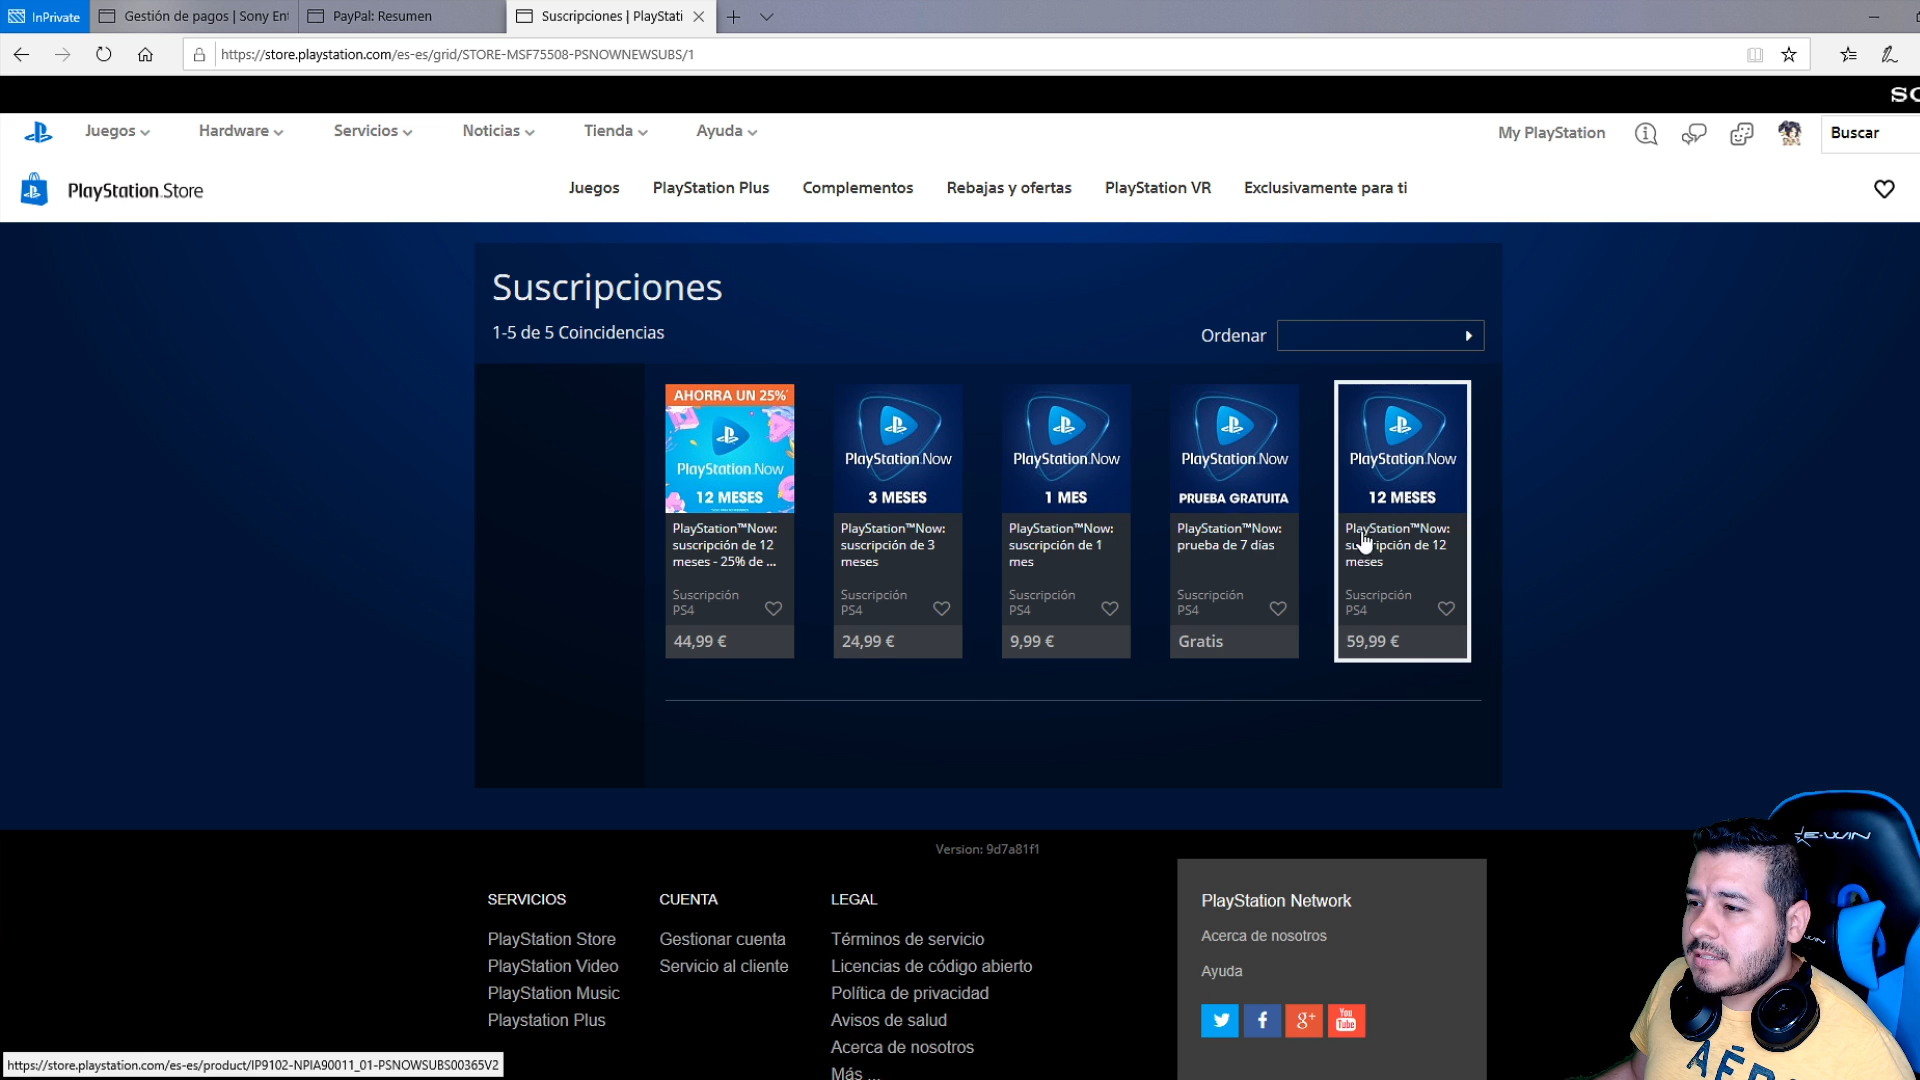 InPrivate
Gestión de pagos | Sony Ent
PayPal: Resumen
Suscripciones | PlayStati
https://store.playstation.com/es-es/grid/STORE-MSF75508-PSNOWNEWSUBS/1
SO
Juegos
Hardware
Servicios
Noticias
Tienda
Ayuda
My PlayStation
Buscar
PlayStation Store
Juegos
PlayStation Plus
Complementos
Rebajas y ofertas
PlayStation VR
Exclusivamente para ti
Suscripciones
1-5 de 5 Coincidencias
Ordenar
AHORRA UN 25%*
PlayStation Now
12 MESES
PlayStation™Now:
suscripción de 12
meses - 25% de ...
Suscripción
PS4
44,99 €
PlayStation Now
3 MESES
PlayStation™Now:
suscripción de 3
meses
Suscripción
PS4
24,99 €
PlayStation Now
1 MES
PlayStation™Now:
suscripción de 1
mes
Suscripción
PS4
9,99 €
PlayStation Now
PRUEBA GRATUITA
PlayStation™Now:
prueba de 7 días
Suscripción
PS4
Gratis
PlayStation Now
12 MESES
PlayStation™Now:
suscripción de 12
meses
Suscripción
PS4
59,99 €
Version: 9d7a81f1
SERVICIOS
PlayStation Store
PlayStation Video
PlayStation Music
Playstation Plus
CUENTA
Gestionar cuenta
Servicio al cliente
LEGAL
Términos de servicio
Licencias de código abierto
Política de privacidad
Avisos de salud
Acerca de nosotros
Más ...
PlayStation Network
Acerca de nosotros
Ayuda
You
Tube
E-WIN
AÉR
https://store.playstation.com/es-es/product/IP9102-NPIA90011_01-PSNOWSUBS00365V2